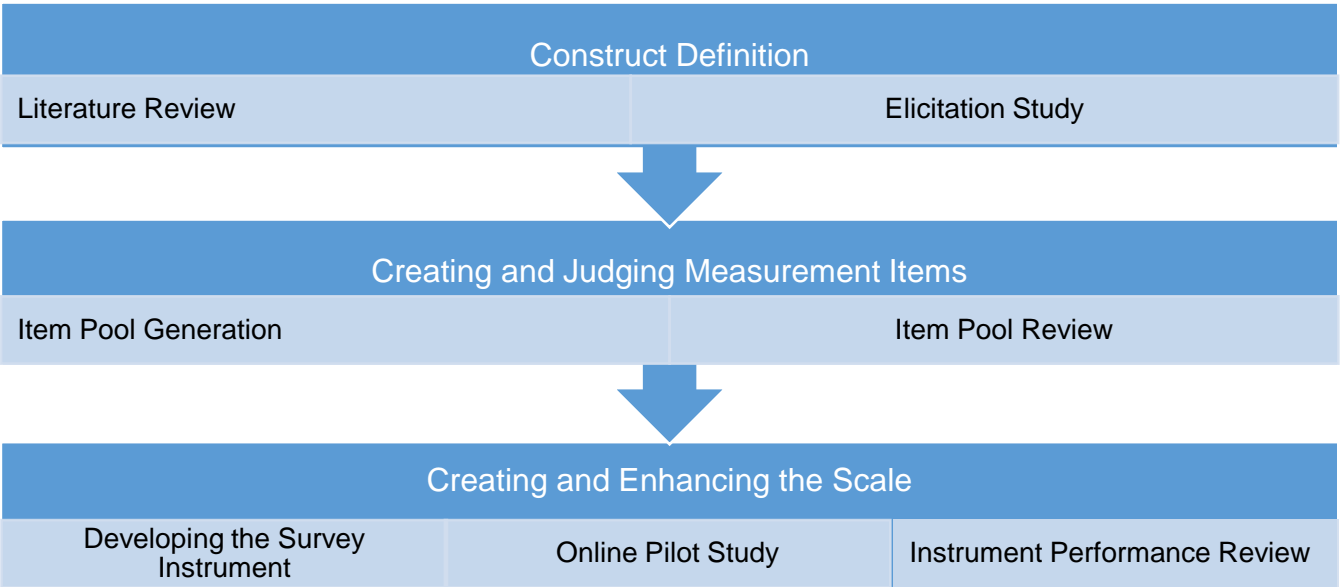 Construct Definition
Literature Review
Elicitation Study
Creating and Judging Measurement Items
Item Pool Generation
Item Pool Review
Creating and Enhancing the Scale
Developing the Survey
Instrument
Online Pilot Study
Instrument Performance Review